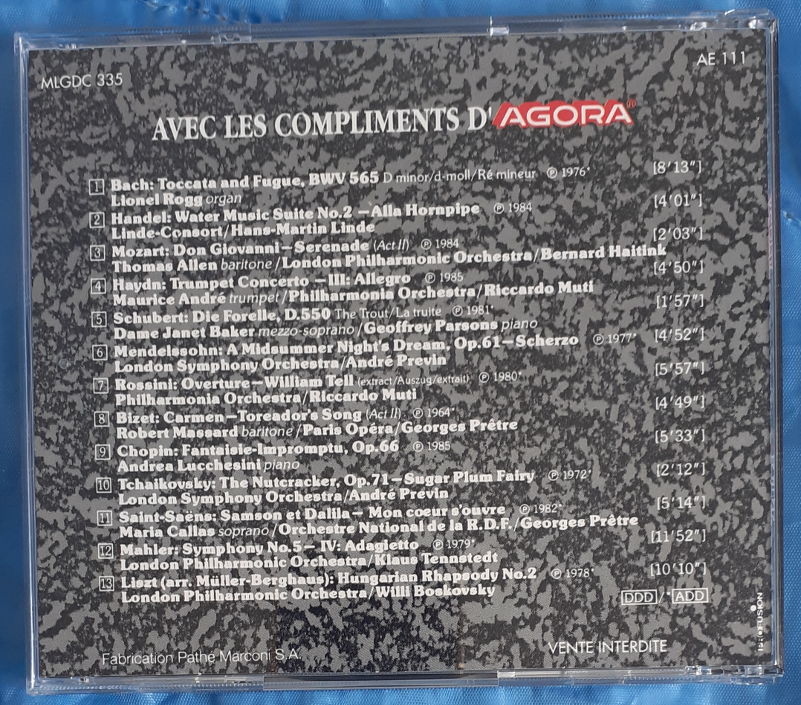 MLGDC 335
AE 111
AVEC LES COMPLIMENTS D'AGORA®
1 Bach: Toccata and Fugue, BWV 565 D minor/d-moll/Ré mineur ℗ 1976* [8'13"]
Lionel Rogg organ
2 Handel: Water Music Suite No.2 – Alla Hornpipe ℗ 1984 [4'01"]
Linde-Consort/Hans-Martin Linde
3 Mozart: Don Giovanni – Serenade (Act II) ℗ 1984 [2'03"]
Thomas Allen baritone/London Philharmonic Orchestra/Bernard Haitink
4 Haydn: Trumpet Concerto – III: Allegro ℗ 1985 [4'50"]
Maurice André trumpet/Philharmonia Orchestra/Riccardo Muti
5 Schubert: Die Forelle, D.550 The Trout/La truite ℗ 1981* [1'57"]
Dame Janet Baker mezzo-soprano/Geoffrey Parsons piano
6 Mendelssohn: A Midsummer Night's Dream, Op.61 – Scherzo ℗ 1977* [4'52"]
London Symphony Orchestra/André Previn
7 Rossini: Overture – William Tell (extract/Auszug/extrait) ℗ 1980* [5'57"]
Philharmonia Orchestra/Riccardo Muti
8 Bizet: Carmen – Toreador's Song (Act II) ℗ 1964* [4'49"]
Robert Massard baritone/Paris Opéra/Georges Prêtre
9 Chopin: Fantaisie-Impromptu, Op.66 ℗ 1985 [5'33"]
Andrea Lucchesini piano
10 Tchaikovsky: The Nutcracker, Op.71 – Sugar Plum Fairy ℗ 1972* [2'12"]
London Symphony Orchestra/André Previn
11 Saint-Saëns: Samson et Dalila – Mon coeur s'ouvre ℗ 1982* [5'14"]
Maria Callas soprano/Orchestre National de la R.D.F./Georges Prêtre
12 Mahler: Symphony No.5 – IV: Adagietto ℗ 1979* [11'52"]
London Philharmonic Orchestra/Klaus Tennstedt
13 Liszt (arr. Müller-Berghaus): Hungarian Rhapsody No.2 ℗ 1978* [10'10"]
London Philharmonic Orchestra/Willi Boskovsky
DDD/*ADD
Fabrication Pathé Marconi S.A.
VENTE INTERDITE